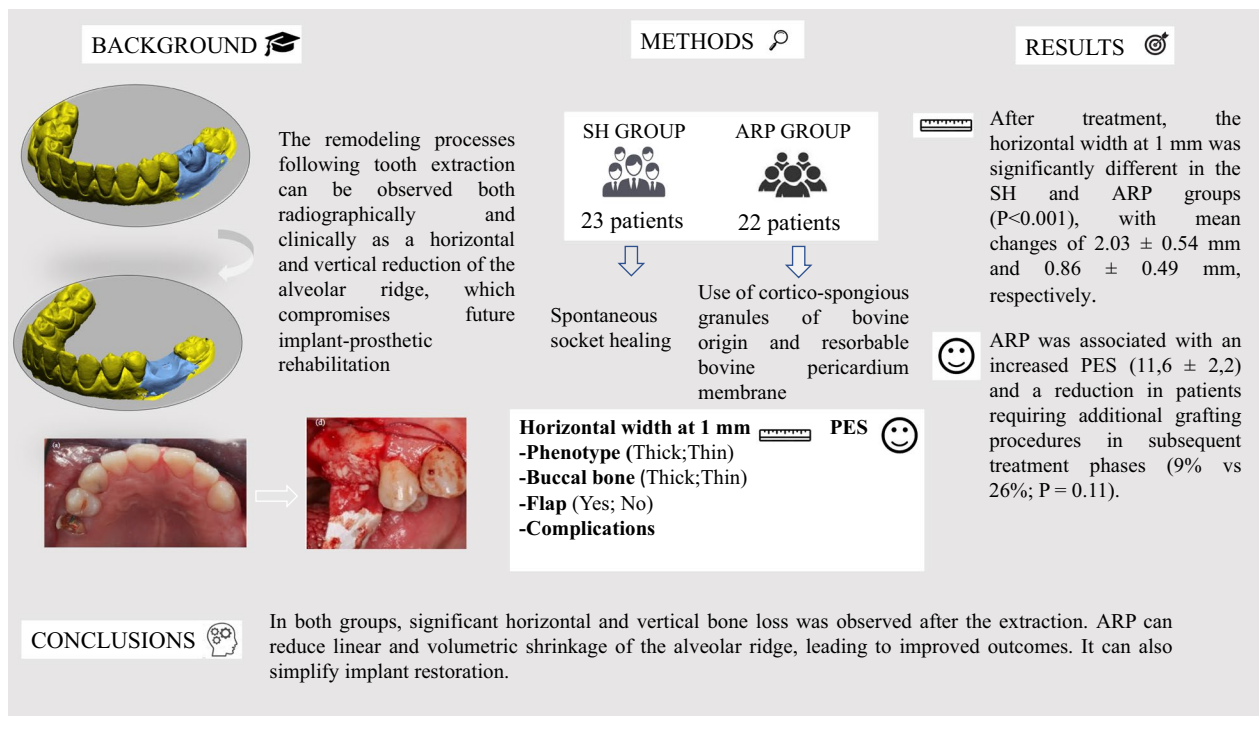 BACKGROUND
The remodeling processes
following tooth extraction
can be observed both
radiographically and
clinically as a horizontal
and vertical reduction of the
alveolar ridge, which
compromises future
implant-prosthetic
rehabilitation
(a)
(d)
METHODS
SH GROUP
23 patients
ARP GROUP
22 patients
Spontaneous
socket healing
Use of cortico-spongious
granules of bovine
origin and resorbable
bovine pericardium
membrane
Horizontal width at 1 mm PES
-Phenotype (Thick;Thin)
-Buccal bone (Thick;Thin)
-Flap (Yes; No)
-Complications
RESULTS
After treatment, the
horizontal width at 1 mm was
significantly different in the
SH and ARP groups
(P<0.001), with mean
changes of 2.03 ± 0.54 mm
and 0.86 ± 0.49 mm,
respectively.
ARP was associated with an
increased PES (11,6 ± 2,2)
and a reduction in patients
requiring additional grafting
procedures in subsequent
treatment phases (9% vs
26%; P = 0.11).
CONCLUSIONS
In both groups, significant horizontal and vertical bone loss was observed after the extraction. ARP can
reduce linear and volumetric shrinkage of the alveolar ridge, leading to improved outcomes. It can also
simplify implant restoration.